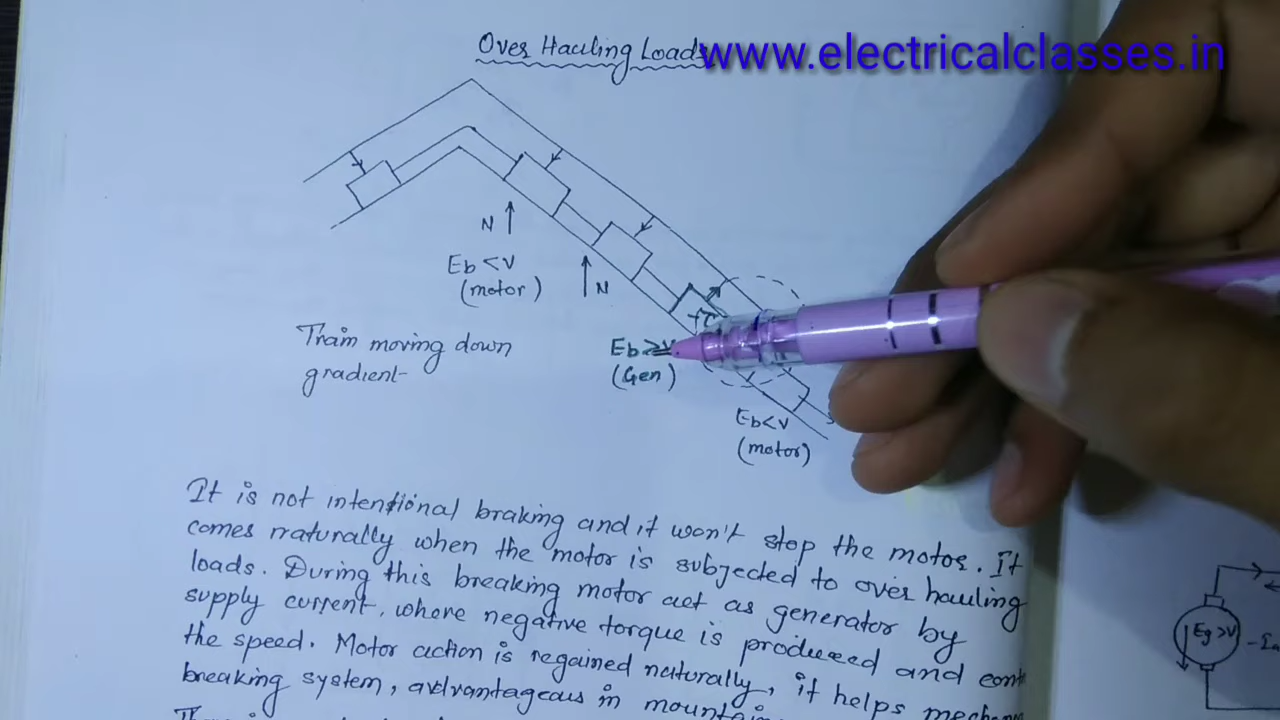 Over Hauling Loads
www.electricalclasses.in
N
Eb<V
(motor)
N
Train moving down
gradient
Eb>V
(Gen)
Eb<V
(motor)
It is not intentional braking and it won't stop the motor. It
comes naturally when the motor is subjected to over hauling
loads. During this breaking motor act as generator by
supply current, where negative torque is produced and cont
the speed. Motor action is regained naturally, it helps mechan
breaking system, advantageous in mountain
Eg>V